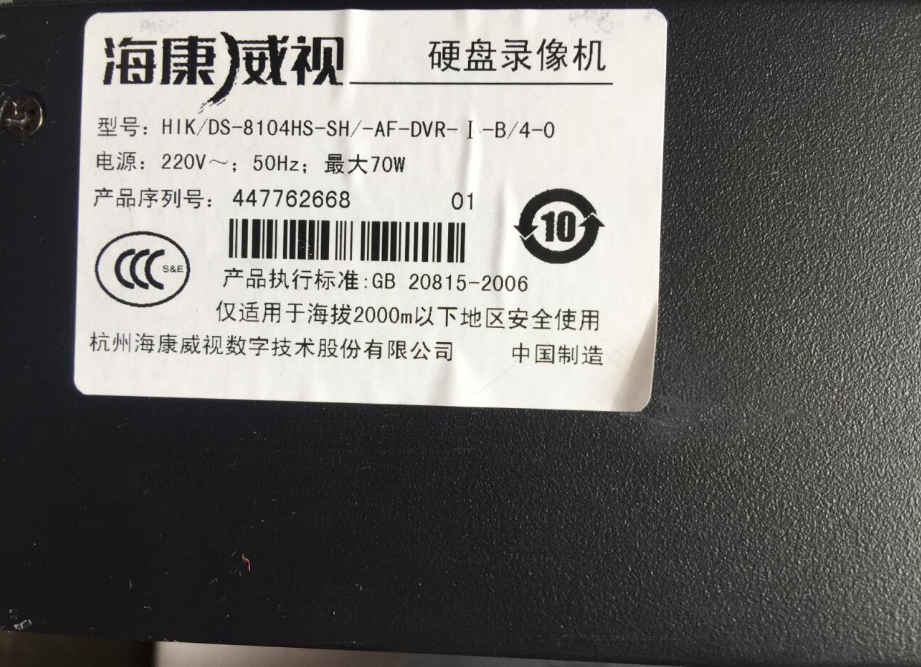 海康威视 硬盘录像机
型号：HIK/DS-8104HS-SH/-AF-DVR-Ⅰ-B/4-0
电源：220V～；50Hz；最大70W
产品序列号：447762668 01
10
CCC S&E
产品执行标准:GB 20815-2006
仅适用于海拔2000m以下地区安全使用
杭州海康威视数字技术股份有限公司 中国制造